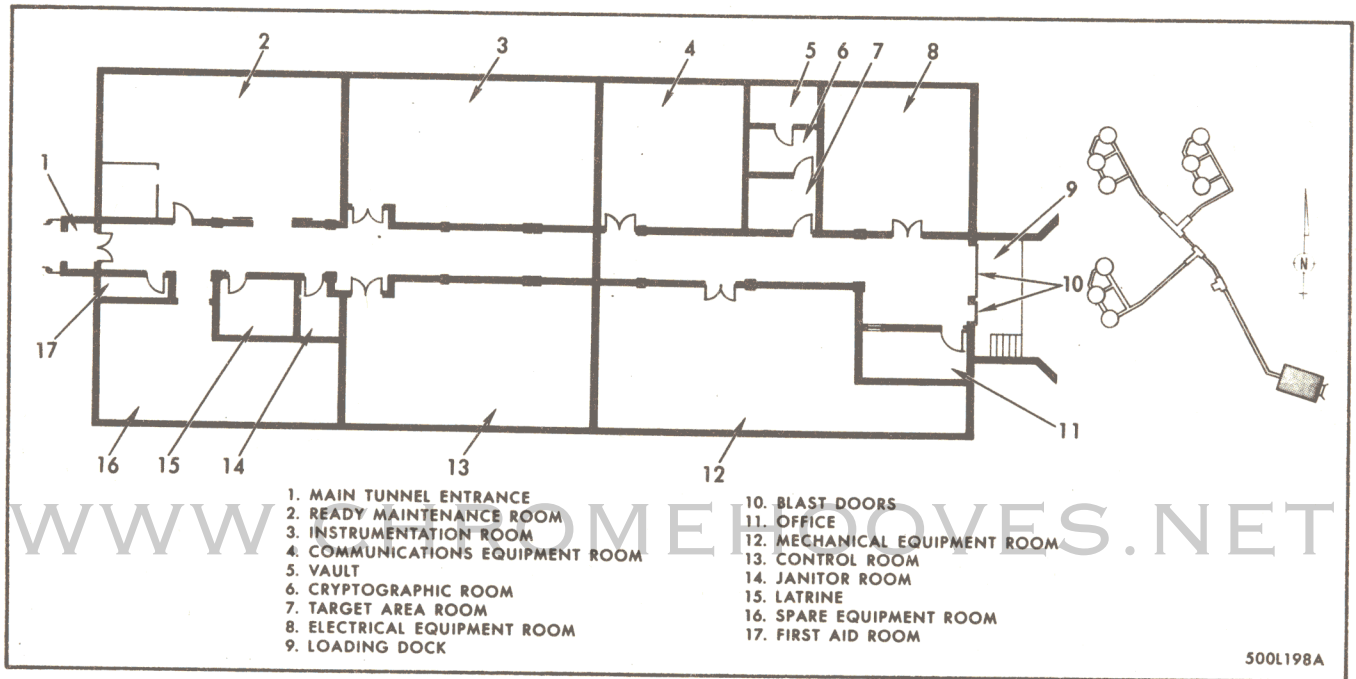 2
3
4
5
6
7
8
1
9
N
10
17
11
16
15
14
13
12
1. MAIN TUNNEL ENTRANCE
2. READY MAINTENANCE ROOM
3. INSTRUMENTATION ROOM
4. COMMUNICATIONS EQUIPMENT ROOM
5. VAULT
6. CRYPTOGRAPHIC ROOM
7. TARGET AREA ROOM
8. ELECTRICAL EQUIPMENT ROOM
9. LOADING DOCK
10. BLAST DOORS
11. OFFICE
12. MECHANICAL EQUIPMENT ROOM
13. CONTROL ROOM
14. JANITOR ROOM
15. LATRINE
16. SPARE EQUIPMENT ROOM
17. FIRST AID ROOM
WWW.CHROMEHOOVES.NET
500L198A